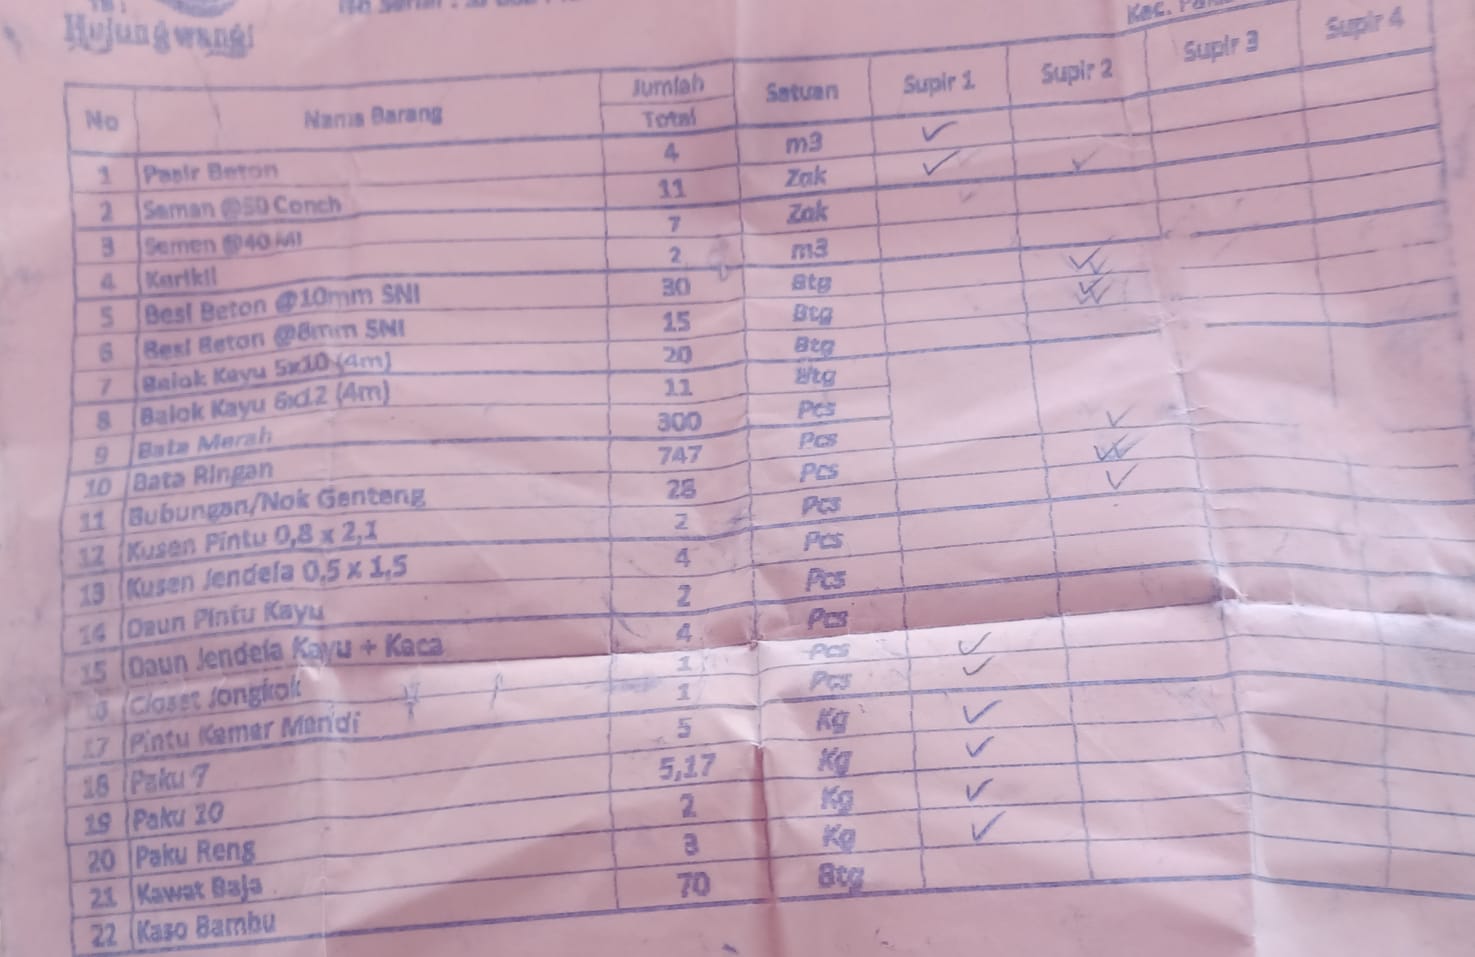 Hujungwangi
No
Nama Barang
Jumlah
Total
Satuan
Supir 1
Supir 2
Supir 3
Supir 4
1 Pasir Beton 4 m3 ✓
2 Seman @50 Conch 11 Zak ✓ ✓
3 Semen @40 MI 7 Zak
4 Karikil 2 m3
5 Besi Beton @10mm SNI 30 Btg
6 Besi Beton @8mm SNI 15 Btg
7 Balok Kayu 5x10 (4m) 20 Btg
8 Balok Kayu 6x12 (4m) 11 Btg
9 Bata Merah 300 Pcs
10 Bata Ringan 747 Pcs
11 Bubungan/Nok Genteng 28 Pcs
12 Kusen Pintu 0,8 x 2,1 2 Pcs
13 Kusen Jendela 0,5 x 1,5 4 Pcs
14 Daun Pintu Kayu 2 Pcs
15 Daun Jendela Kayu + Kaca 4 Pcs
Closet Jongkok 1 Pcs ✓
17 Pintu Kamar Mandi 1 Pcs ✓
18 Paku 7 5 Kg ✓
19 Paku 10 5,17 Kg ✓
20 Paku Reng 2 Kg ✓
21 Kawat Baja 3 Kg ✓
22 Kaso Bambu 70 Btg